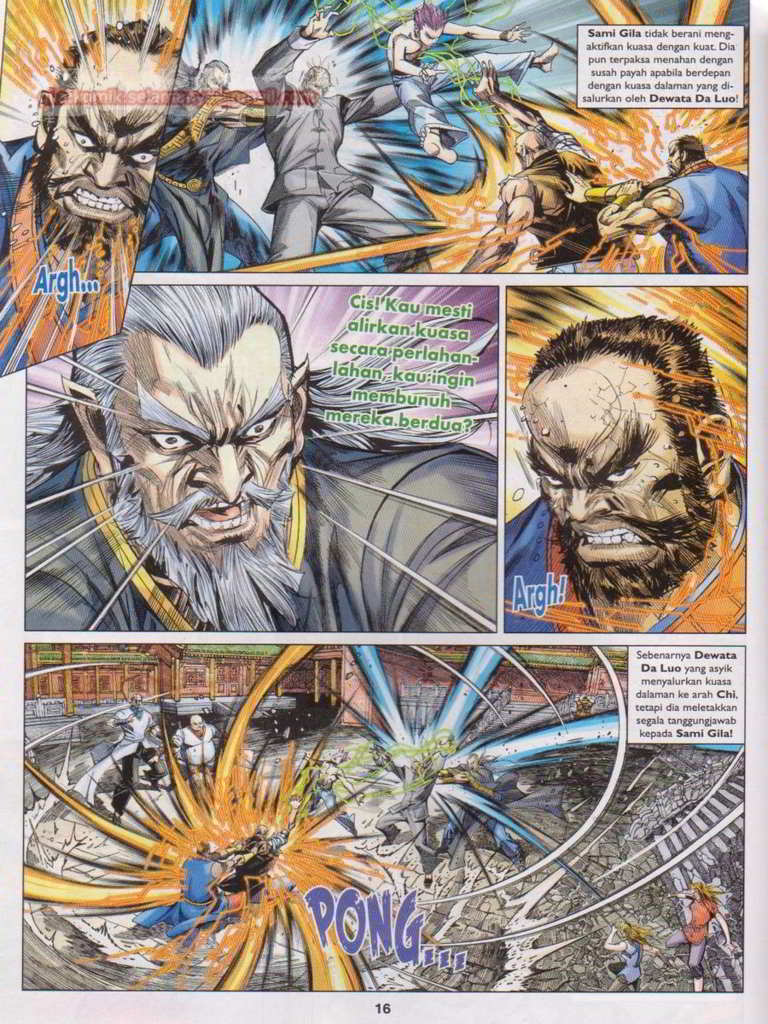 Sami Gila tidak berani meng-
aktifkan kuasa dengan kuat. Dia
pun terpaksa menahan dengan
susah payah apabila berdepan
dengan kuasa dalaman yang di-
salurkan oleh Dewata Da Luo!
Argh...
Cis! Kau mesti
alirkan kuasa
secara perlahan-
lahan, kau ingin
membunuh
mereka berdua?
Argh!
Sebenarnya Dewata
Da Luo yang asyik
menyalurkan kuasa
dalaman ke arah Chi,
tetapi dia meletakkan
segala tanggungjawab
kepada Sami Gila!
PONG...
16